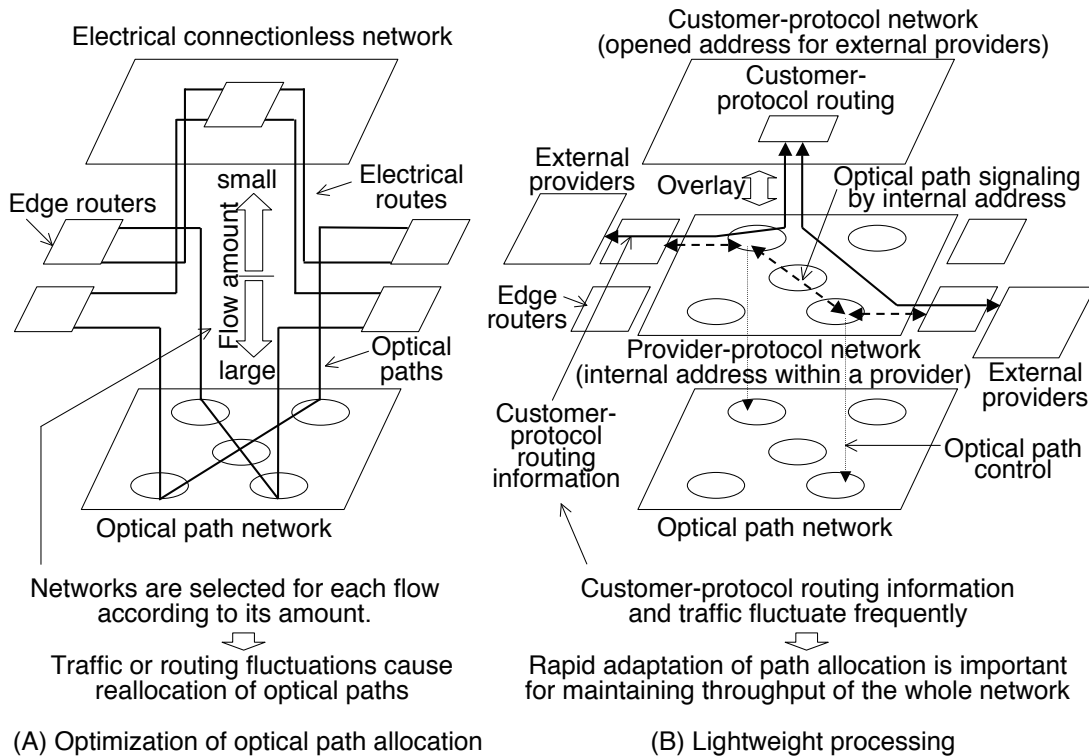 Electrical connectionless network
small
Flow amount
large
Edge routers
Electrical
routes
Optical
paths
Optical path network
Networks are selected for each flow
according to its amount.
Traffic or routing fluctuations cause
reallocation of optical paths
(A) Optimization of optical path allocation
Customer-protocol network
(opened address for external providers)
Customer-
protocol routing
External
providers
Overlay
Optical path signaling
by internal address
Edge
routers
Provider-protocol network
(internal address within a provider)
External
providers
Customer-
protocol
routing
information
Optical path
control
Optical path network
Customer-protocol routing information
and traffic fluctuate frequently
Rapid adaptation of path allocation is important
for maintaining throughput of the whole network
(B) Lightweight processing